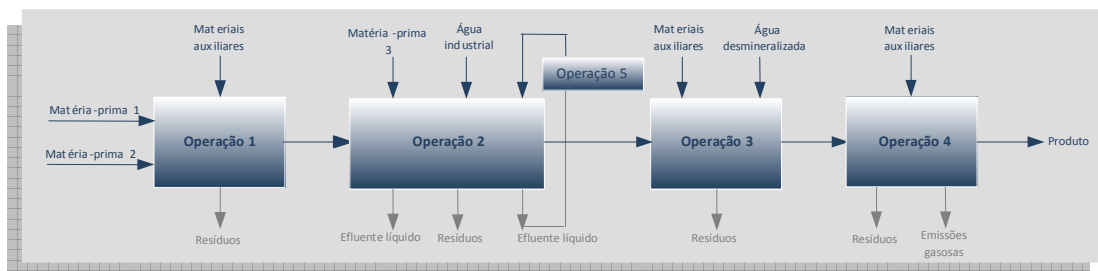 Materiais
auxiliares
Matéria-prima
3
Água
industrial
Materiais
auxiliares
Água
desmineralizada
Materiais
auxiliares
Operação 5
Matéria-prima 1
Matéria-prima 2
Operação 1
Operação 2
Operação 3
Operação 4
Produto
Resíduos
Efluente líquido
Resíduos
Efluente líquido
Resíduos
Resíduos
Emissões
gasosas